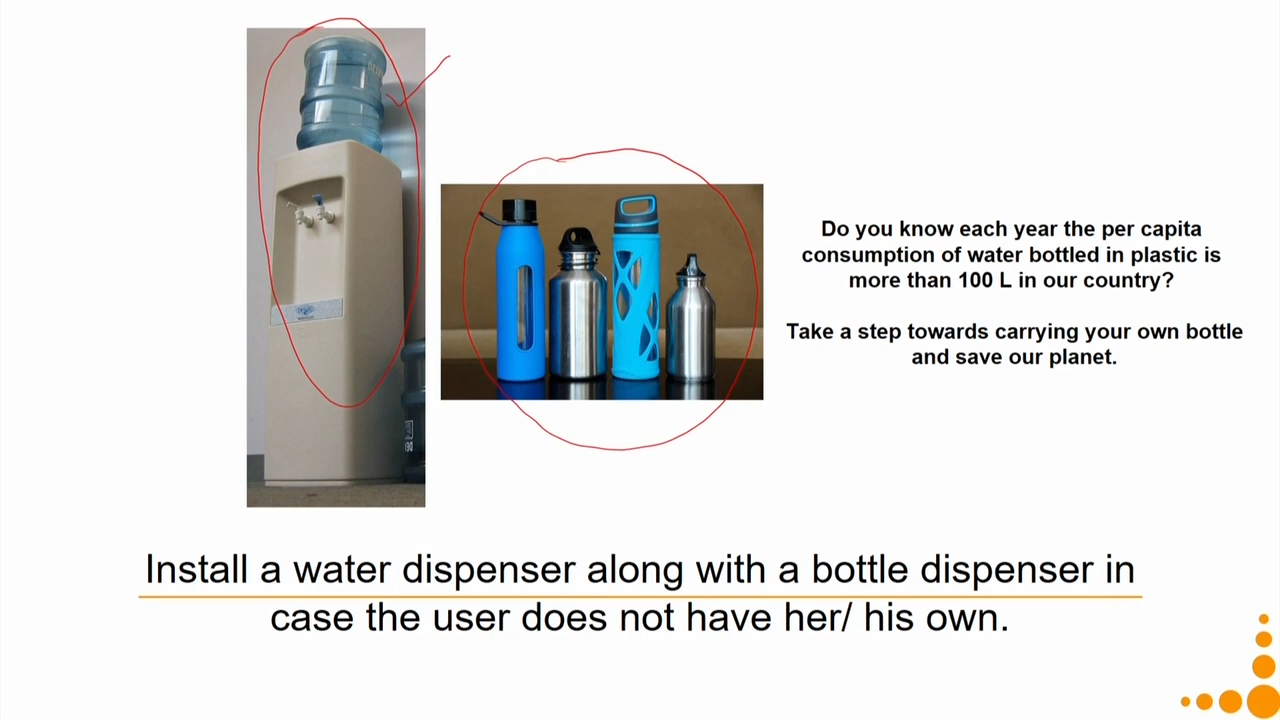 Do you know each year the per capita
consumption of water bottled in plastic is
more than 100 L in our country?
Take a step towards carrying your own bottle
and save our planet.
Install a water dispenser along with a bottle dispenser in
case the user does not have her/ his own.